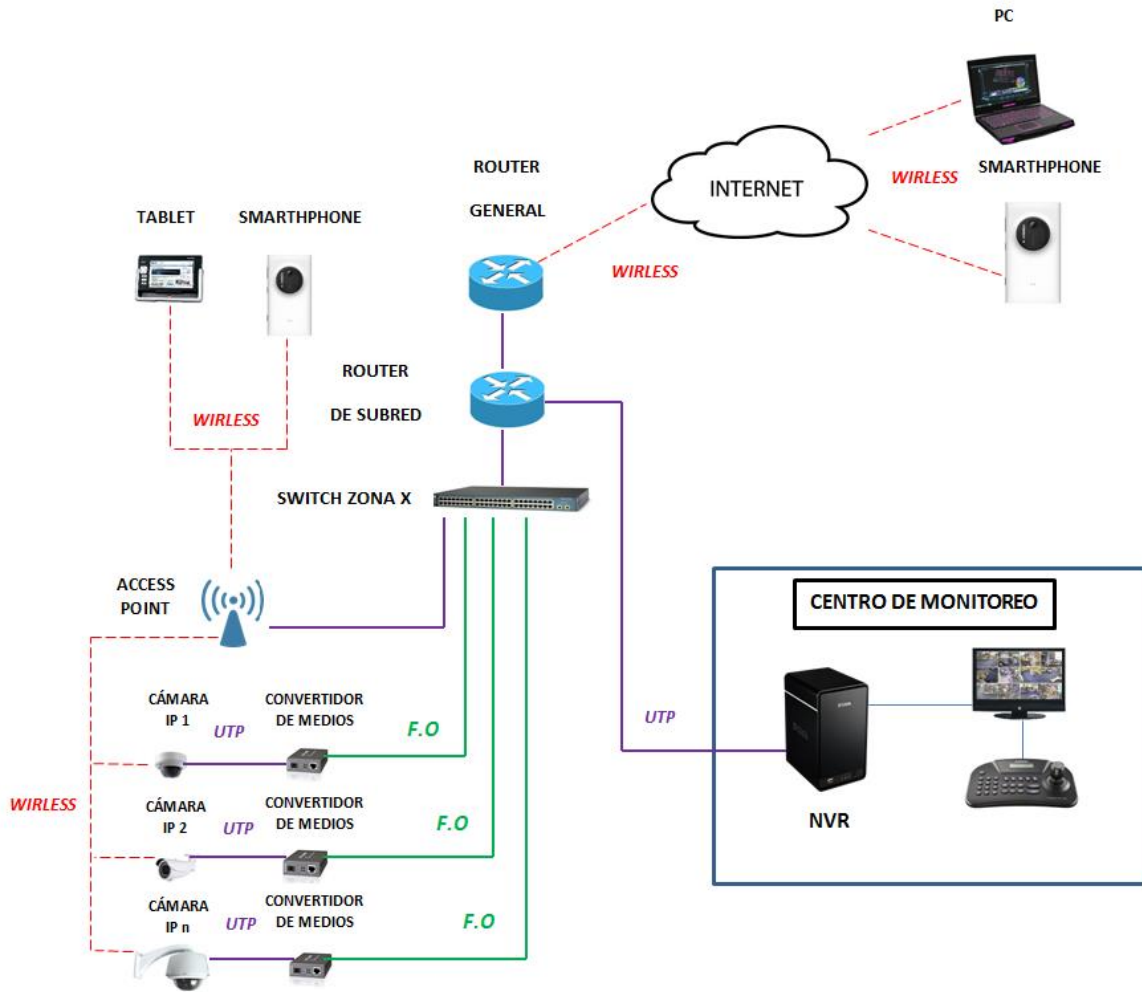 PC
ROUTER
GENERAL
INTERNET
WIRLESS
SMARTHPHONE
TABLET
SMARTHPHONE
WIRLESS
ROUTER
DE SUBRED
WIRLESS
SWITCH ZONA X
ACCESS
POINT
CENTRO DE MONITOREO
CÁMARA
IP 1
UTP
CONVERTIDOR
DE MEDIOS
F.O
UTP
NVR
WIRLESS
CÁMARA
IP 2
UTP
CONVERTIDOR
DE MEDIOS
F.O
CÁMARA
IP n
UTP
CONVERTIDOR
DE MEDIOS
F.O